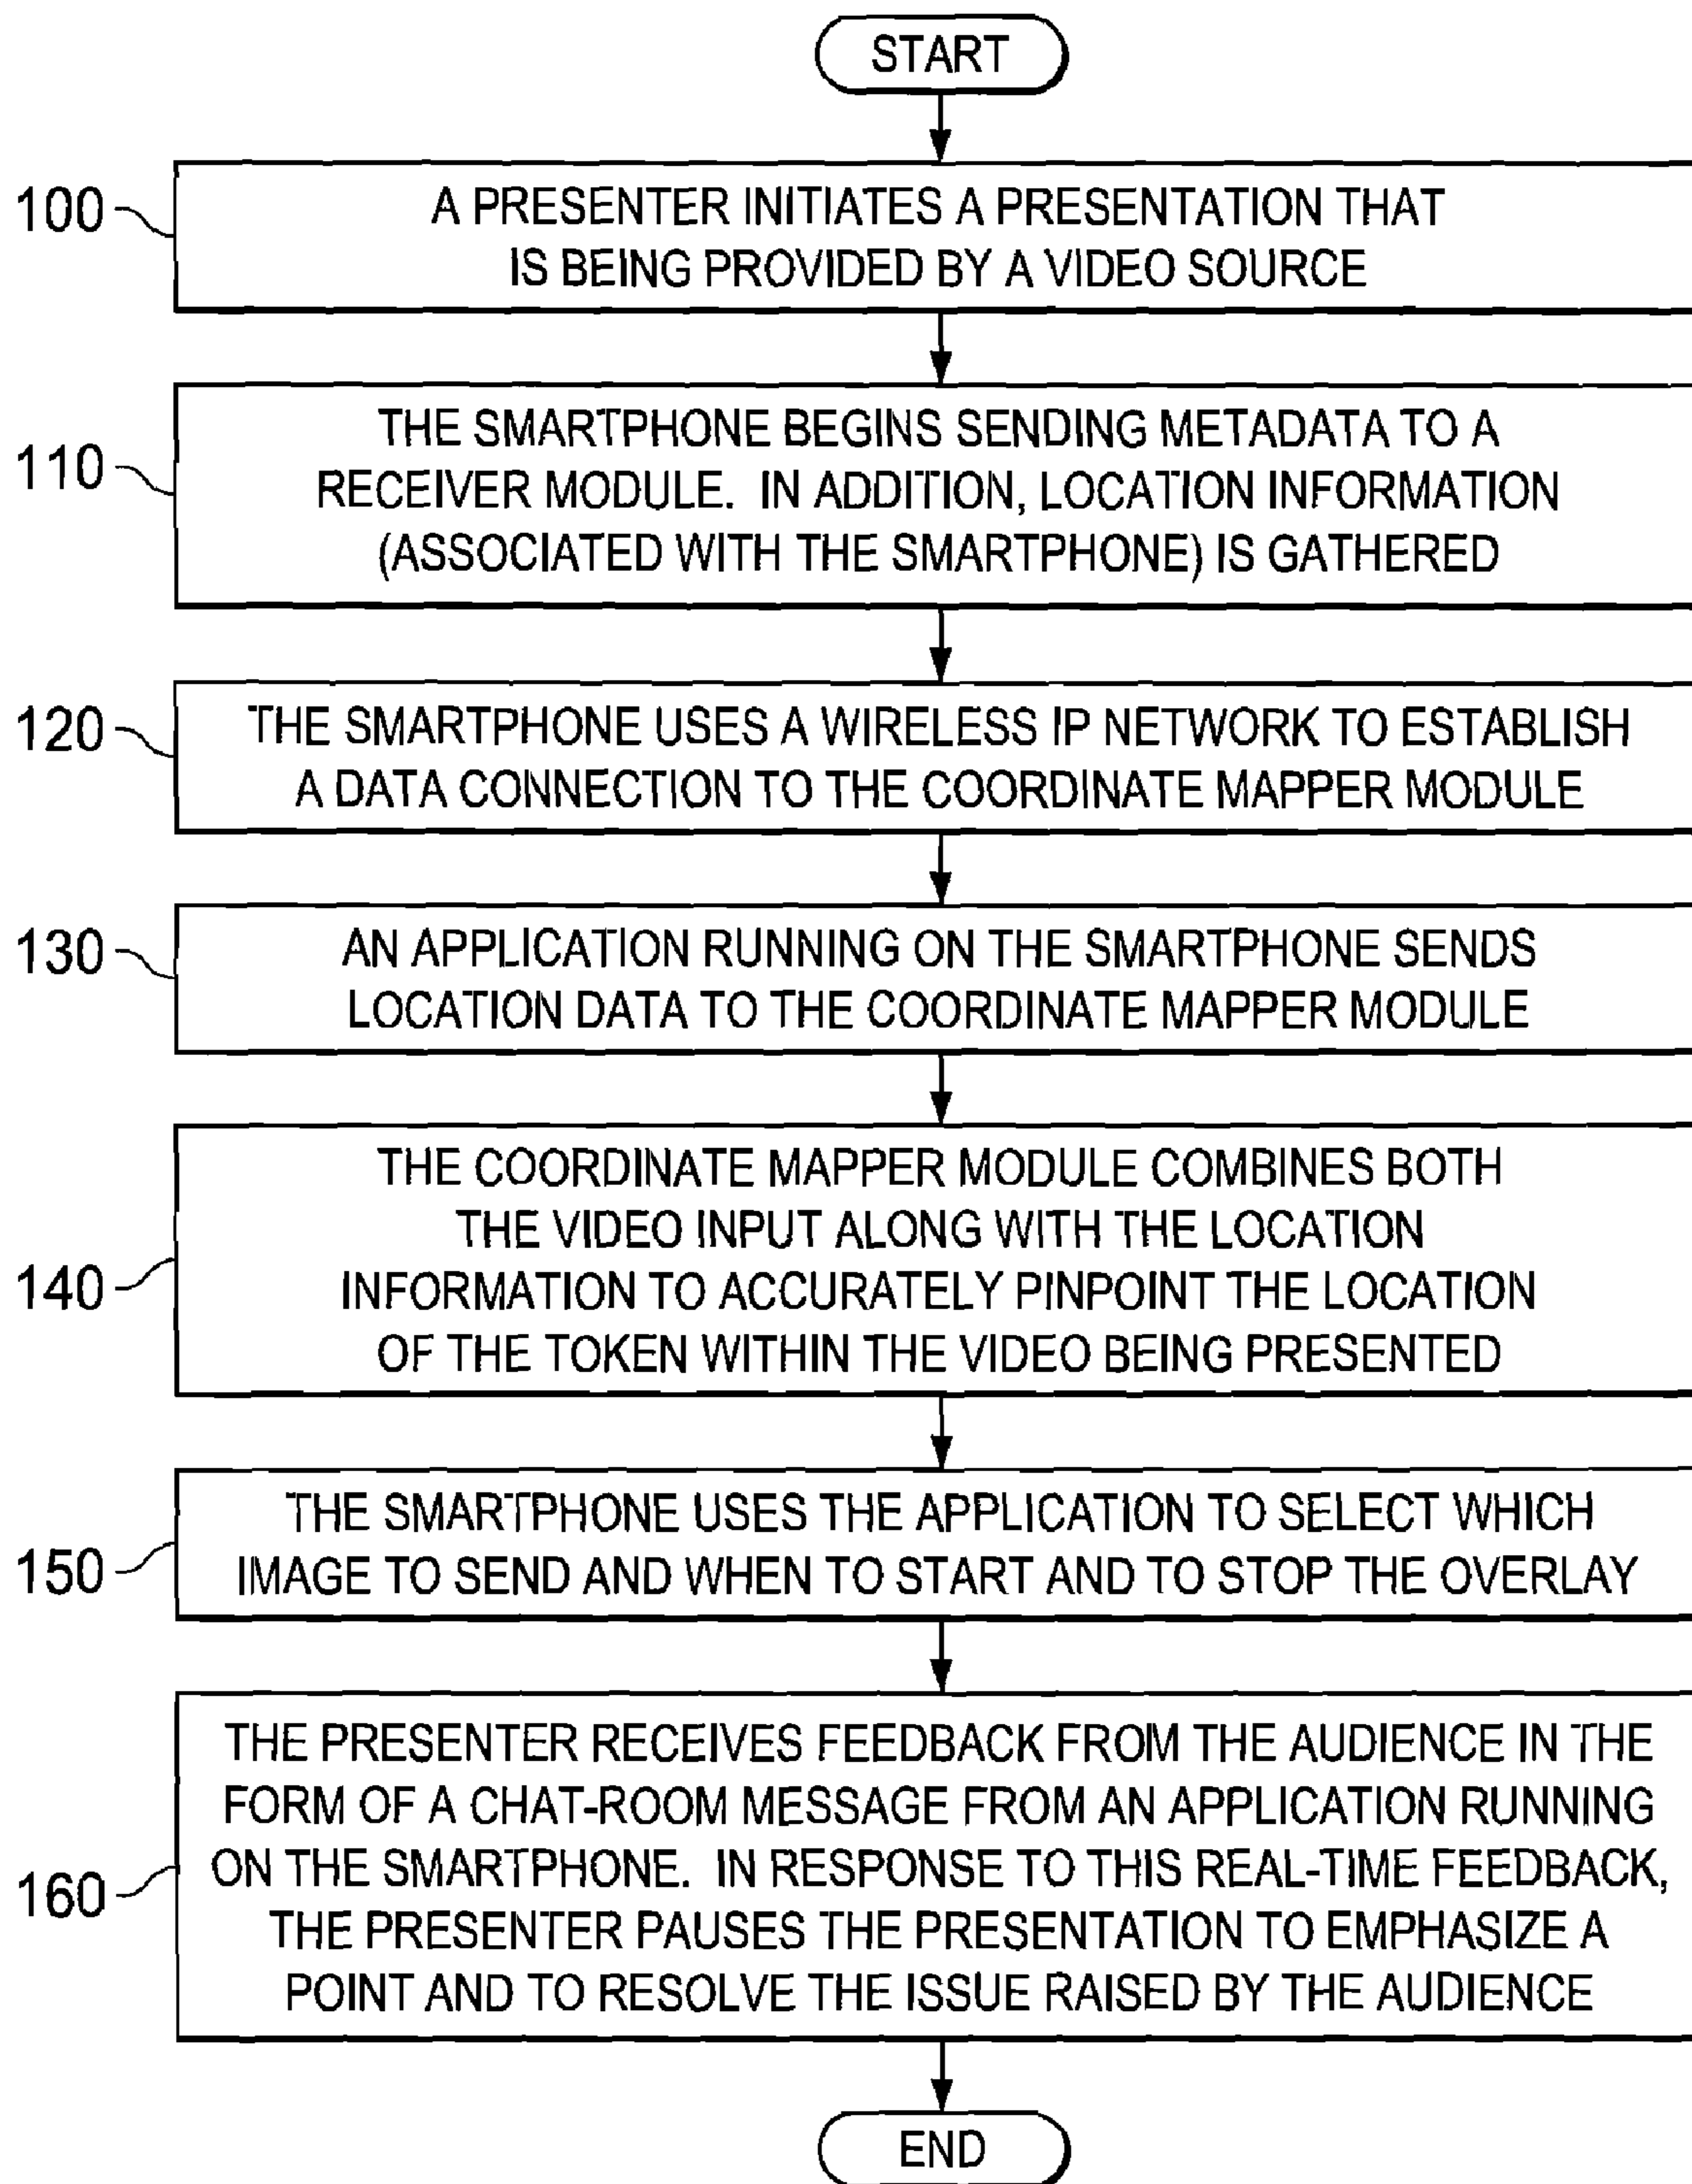 START
100
A PRESENTER INITIATES A PRESENTATION THAT
IS BEING PROVIDED BY A VIDEO SOURCE
110
THE SMARTPHONE BEGINS SENDING METADATA TO A
RECEIVER MODULE. IN ADDITION, LOCATION INFORMATION
(ASSOCIATED WITH THE SMARTPHONE) IS GATHERED
120
THE SMARTPHONE USES A WIRELESS IP NETWORK TO ESTABLISH
A DATA CONNECTION TO THE COORDINATE MAPPER MODULE
130
AN APPLICATION RUNNING ON THE SMARTPHONE SENDS
LOCATION DATA TO THE COORDINATE MAPPER MODULE
140
THE COORDINATE MAPPER MODULE COMBINES BOTH
THE VIDEO INPUT ALONG WITH THE LOCATION
INFORMATION TO ACCURATELY PINPOINT THE LOCATION
OF THE TOKEN WITHIN THE VIDEO BEING PRESENTED
150
THE SMARTPHONE USES THE APPLICATION TO SELECT WHICH
IMAGE TO SEND AND WHEN TO START AND TO STOP THE OVERLAY
160
THE PRESENTER RECEIVES FEEDBACK FROM THE AUDIENCE IN THE
FORM OF A CHAT-ROOM MESSAGE FROM AN APPLICATION RUNNING
ON THE SMARTPHONE. IN RESPONSE TO THIS REAL-TIME FEEDBACK,
THE PRESENTER PAUSES THE PRESENTATION TO EMPHASIZE A
POINT AND TO RESOLVE THE ISSUE RAISED BY THE AUDIENCE
END